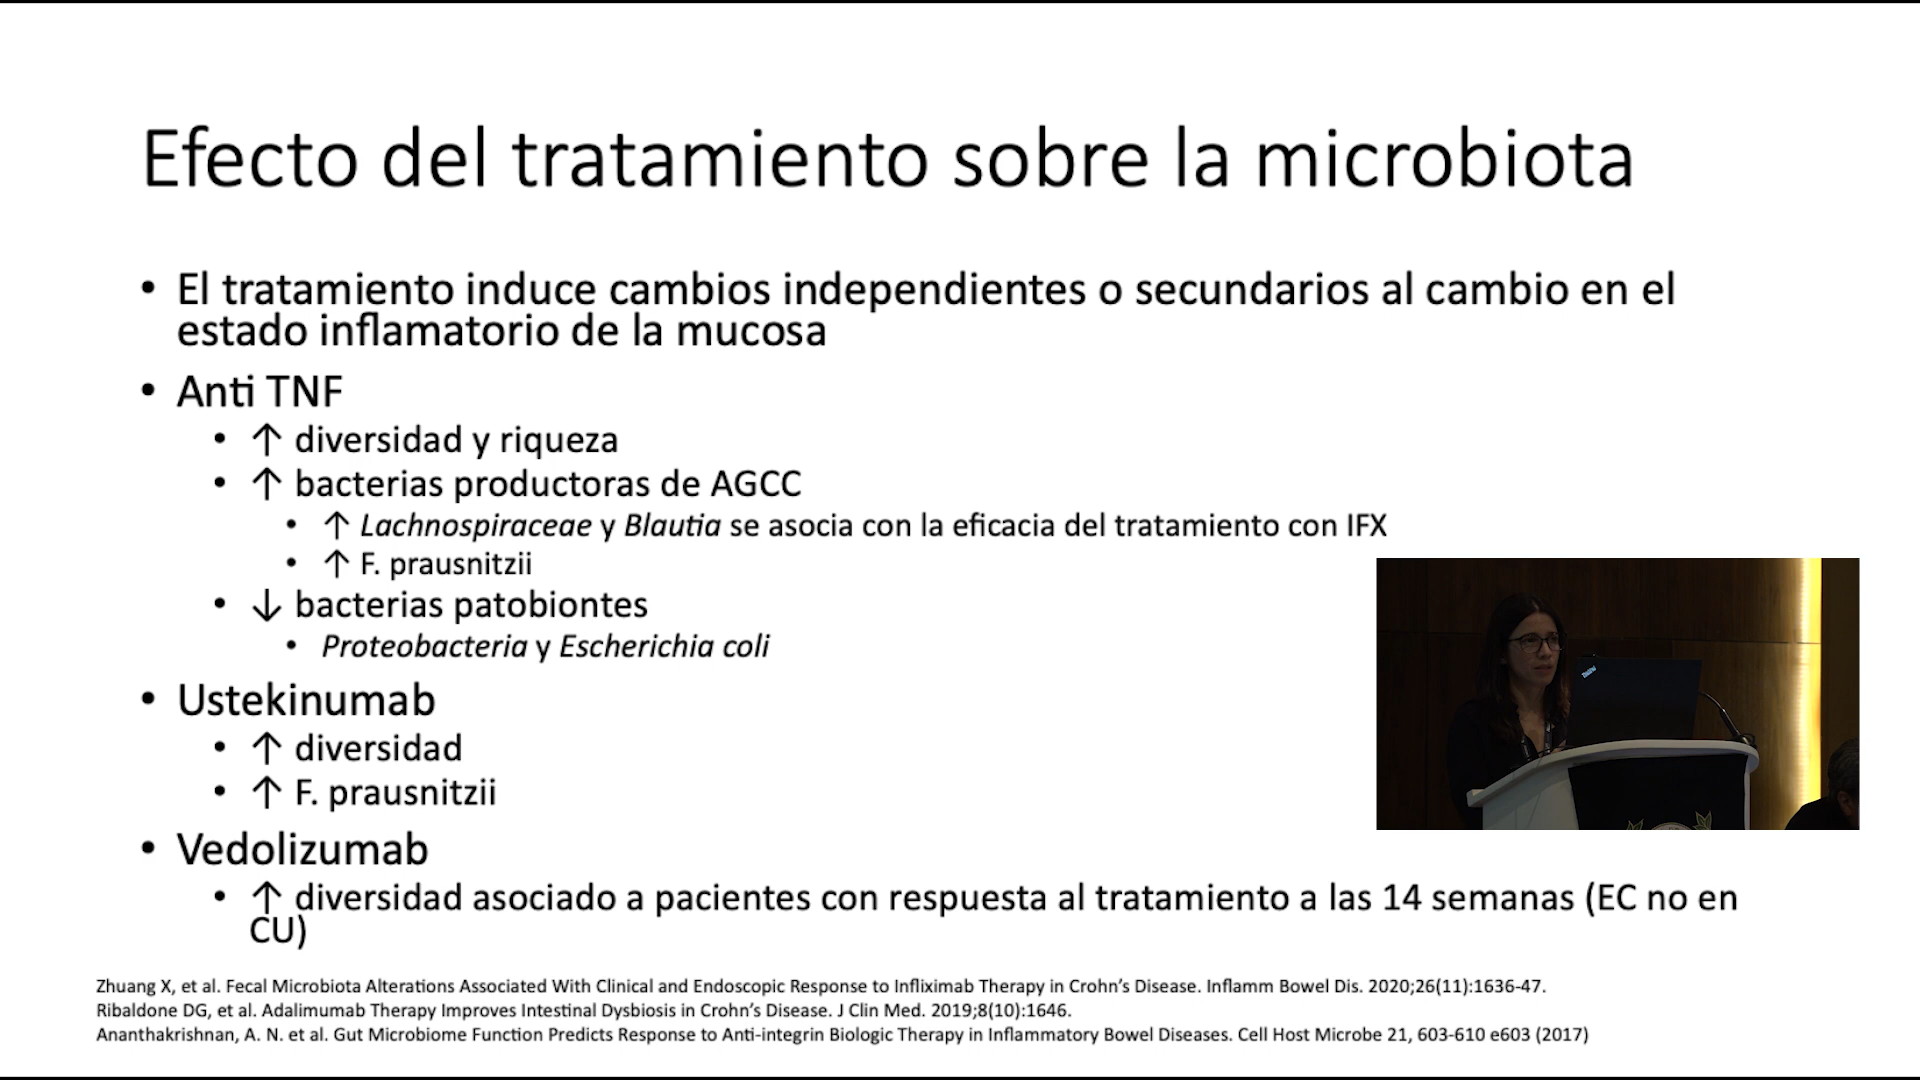 Efecto del tratamiento sobre la microbiota
• El tratamiento induce cambios independientes o secundarios al cambio en el
estado inflamatorio de la mucosa
• Anti TNF
• ↑ diversidad y riqueza
• ↑ bacterias productoras de AGCC
• ↑ Lachnospiraceae y Blautia se asocia con la eficacia del tratamiento con IFX
• ↑ F. prausnitzii
• ↓ bacterias patobiontes
• Proteobacteria y Escherichia coli
• Ustekinumab
• ↑ diversidad
• ↑ F. prausnitzii
• Vedolizumab
• ↑ diversidad asociado a pacientes con respuesta al tratamiento a las 14 semanas (EC no en
CU)
Zhuang X, et al. Fecal Microbiota Alterations Associated With Clinical and Endoscopic Response to Infliximab Therapy in Crohn’s Disease. Inflamm Bowel Dis. 2020;26(11):1636-47.
Ribaldone DG, et al. Adalimumab Therapy Improves Intestinal Dysbiosis in Crohn’s Disease. J Clin Med. 2019;8(10):1646.
Ananthakrishnan, A. N. et al. Gut Microbiome Function Predicts Response to Anti-integrin Biologic Therapy in Inflammatory Bowel Diseases. Cell Host Microbe 21, 603-610 e603 (2017)
ThinkPad